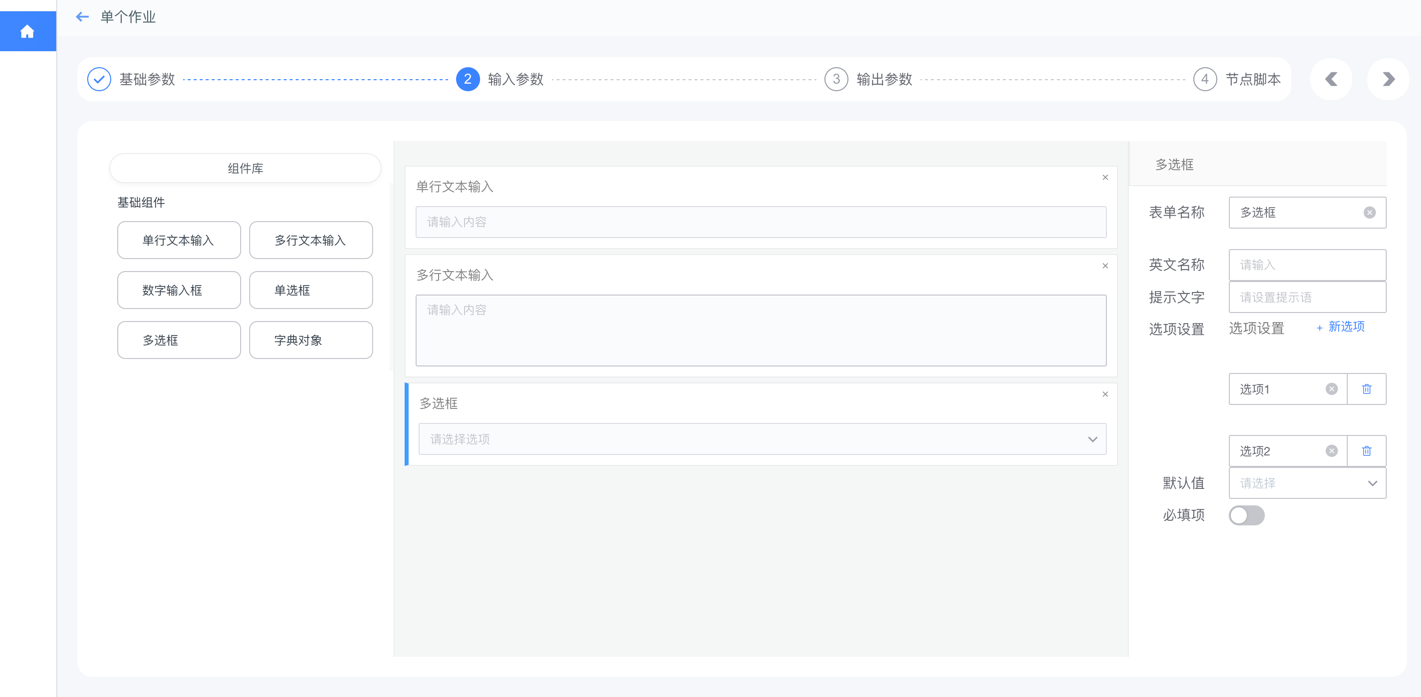 单个作业
基础参数
2 输入参数
3 输出参数
4 节点脚本
组件库
基础组件
单行文本输入 多行文本输入
数字输入框 单选框
多选框 字典对象
单行文本输入
请输入内容
多行文本输入
请输入内容
多选框
请选择选项
多选框
表单名称 多选框
英文名称 请输入
提示文字 请设置提示语
选项设置 选项设置 + 新选项
选项1
选项2
默认值 请选择
必填项